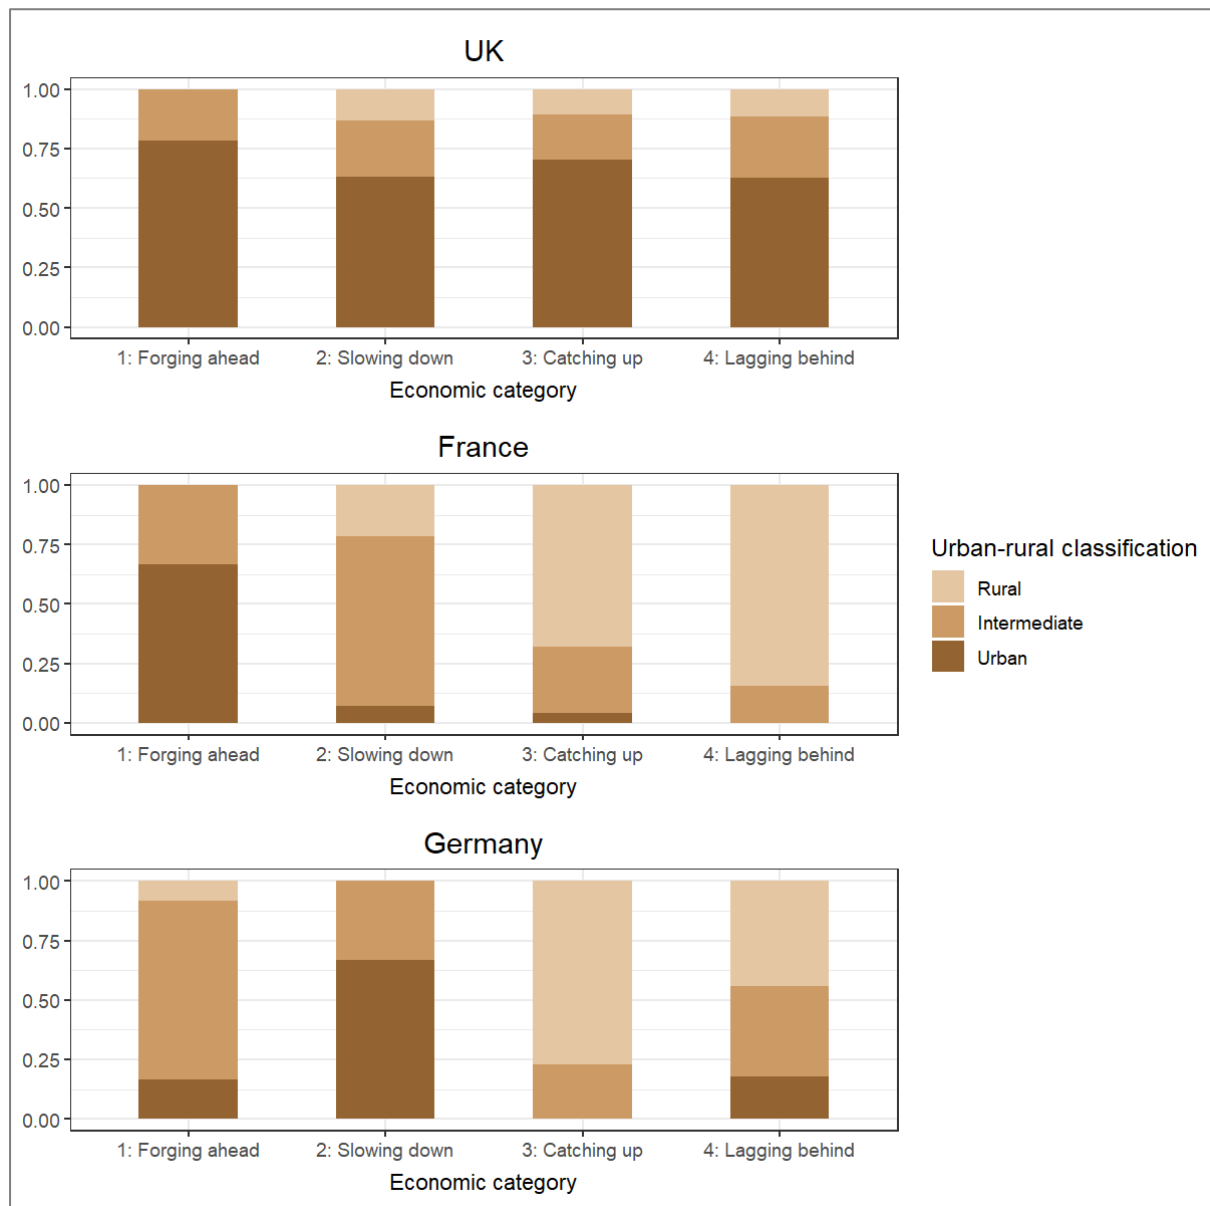 UK
1.00
0.75
0.50
0.25
0.00
1: Forging ahead 2: Slowing down 3: Catching up 4: Lagging behind
Economic category
France
1.00
0.75
0.50
0.25
0.00
1: Forging ahead 2: Slowing down 3: Catching up 4: Lagging behind
Economic category
Urban-rural classification
Rural
Intermediate
Urban
Germany
1.00
0.75
0.50
0.25
0.00
1: Forging ahead 2: Slowing down 3: Catching up 4: Lagging behind
Economic category